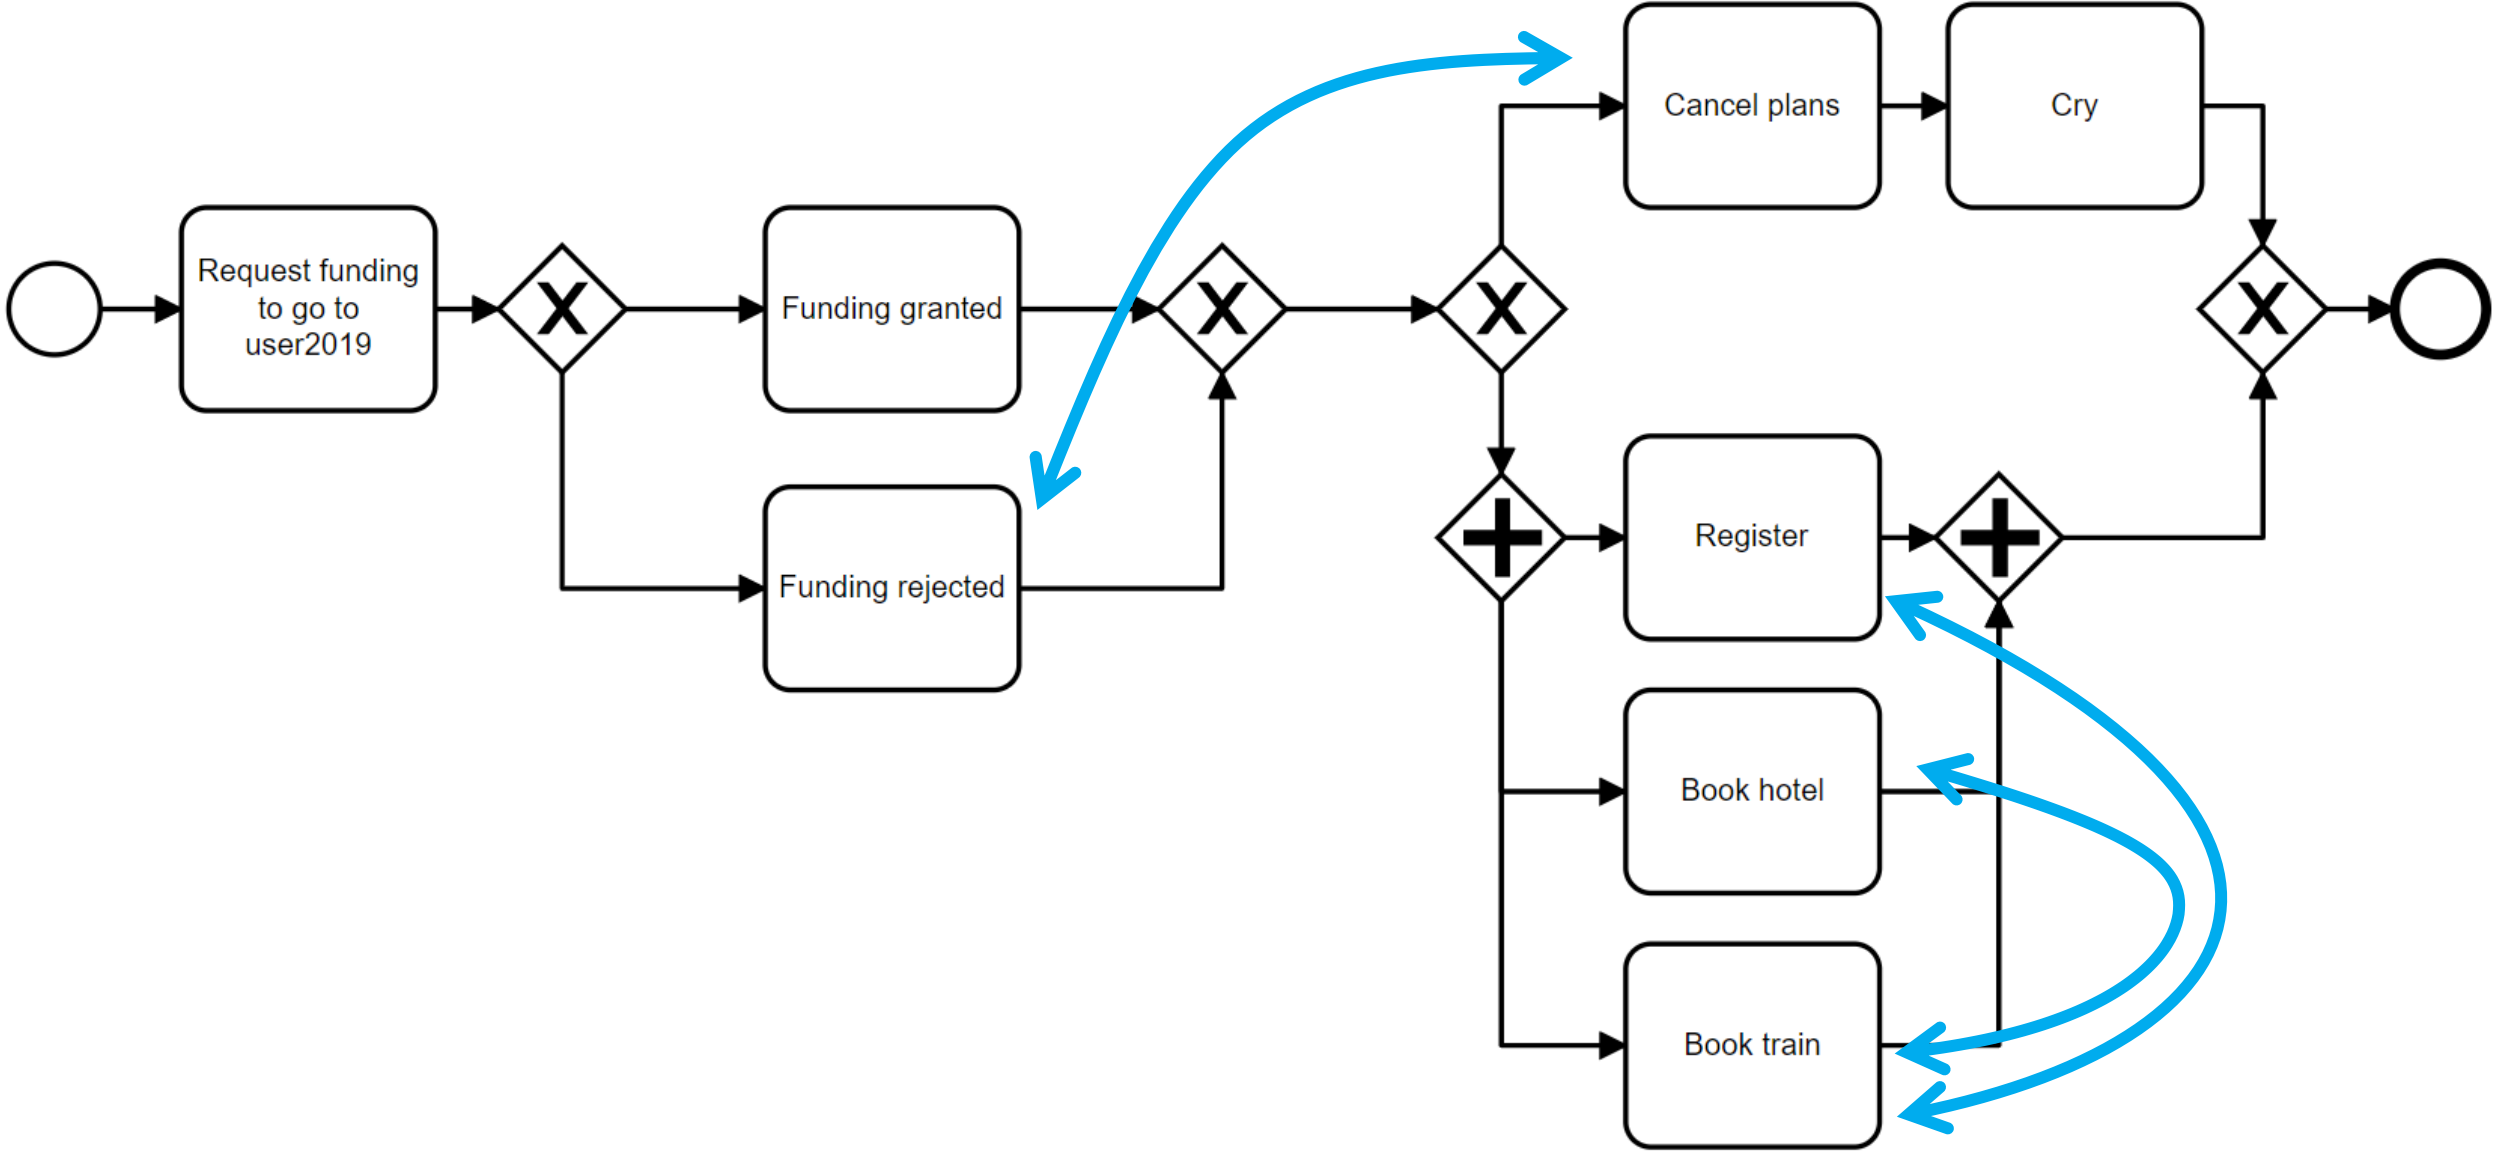 Request funding
to go to
user2019
Funding granted
Funding rejected
Cancel plans
Cry
Register
Book hotel
Book train